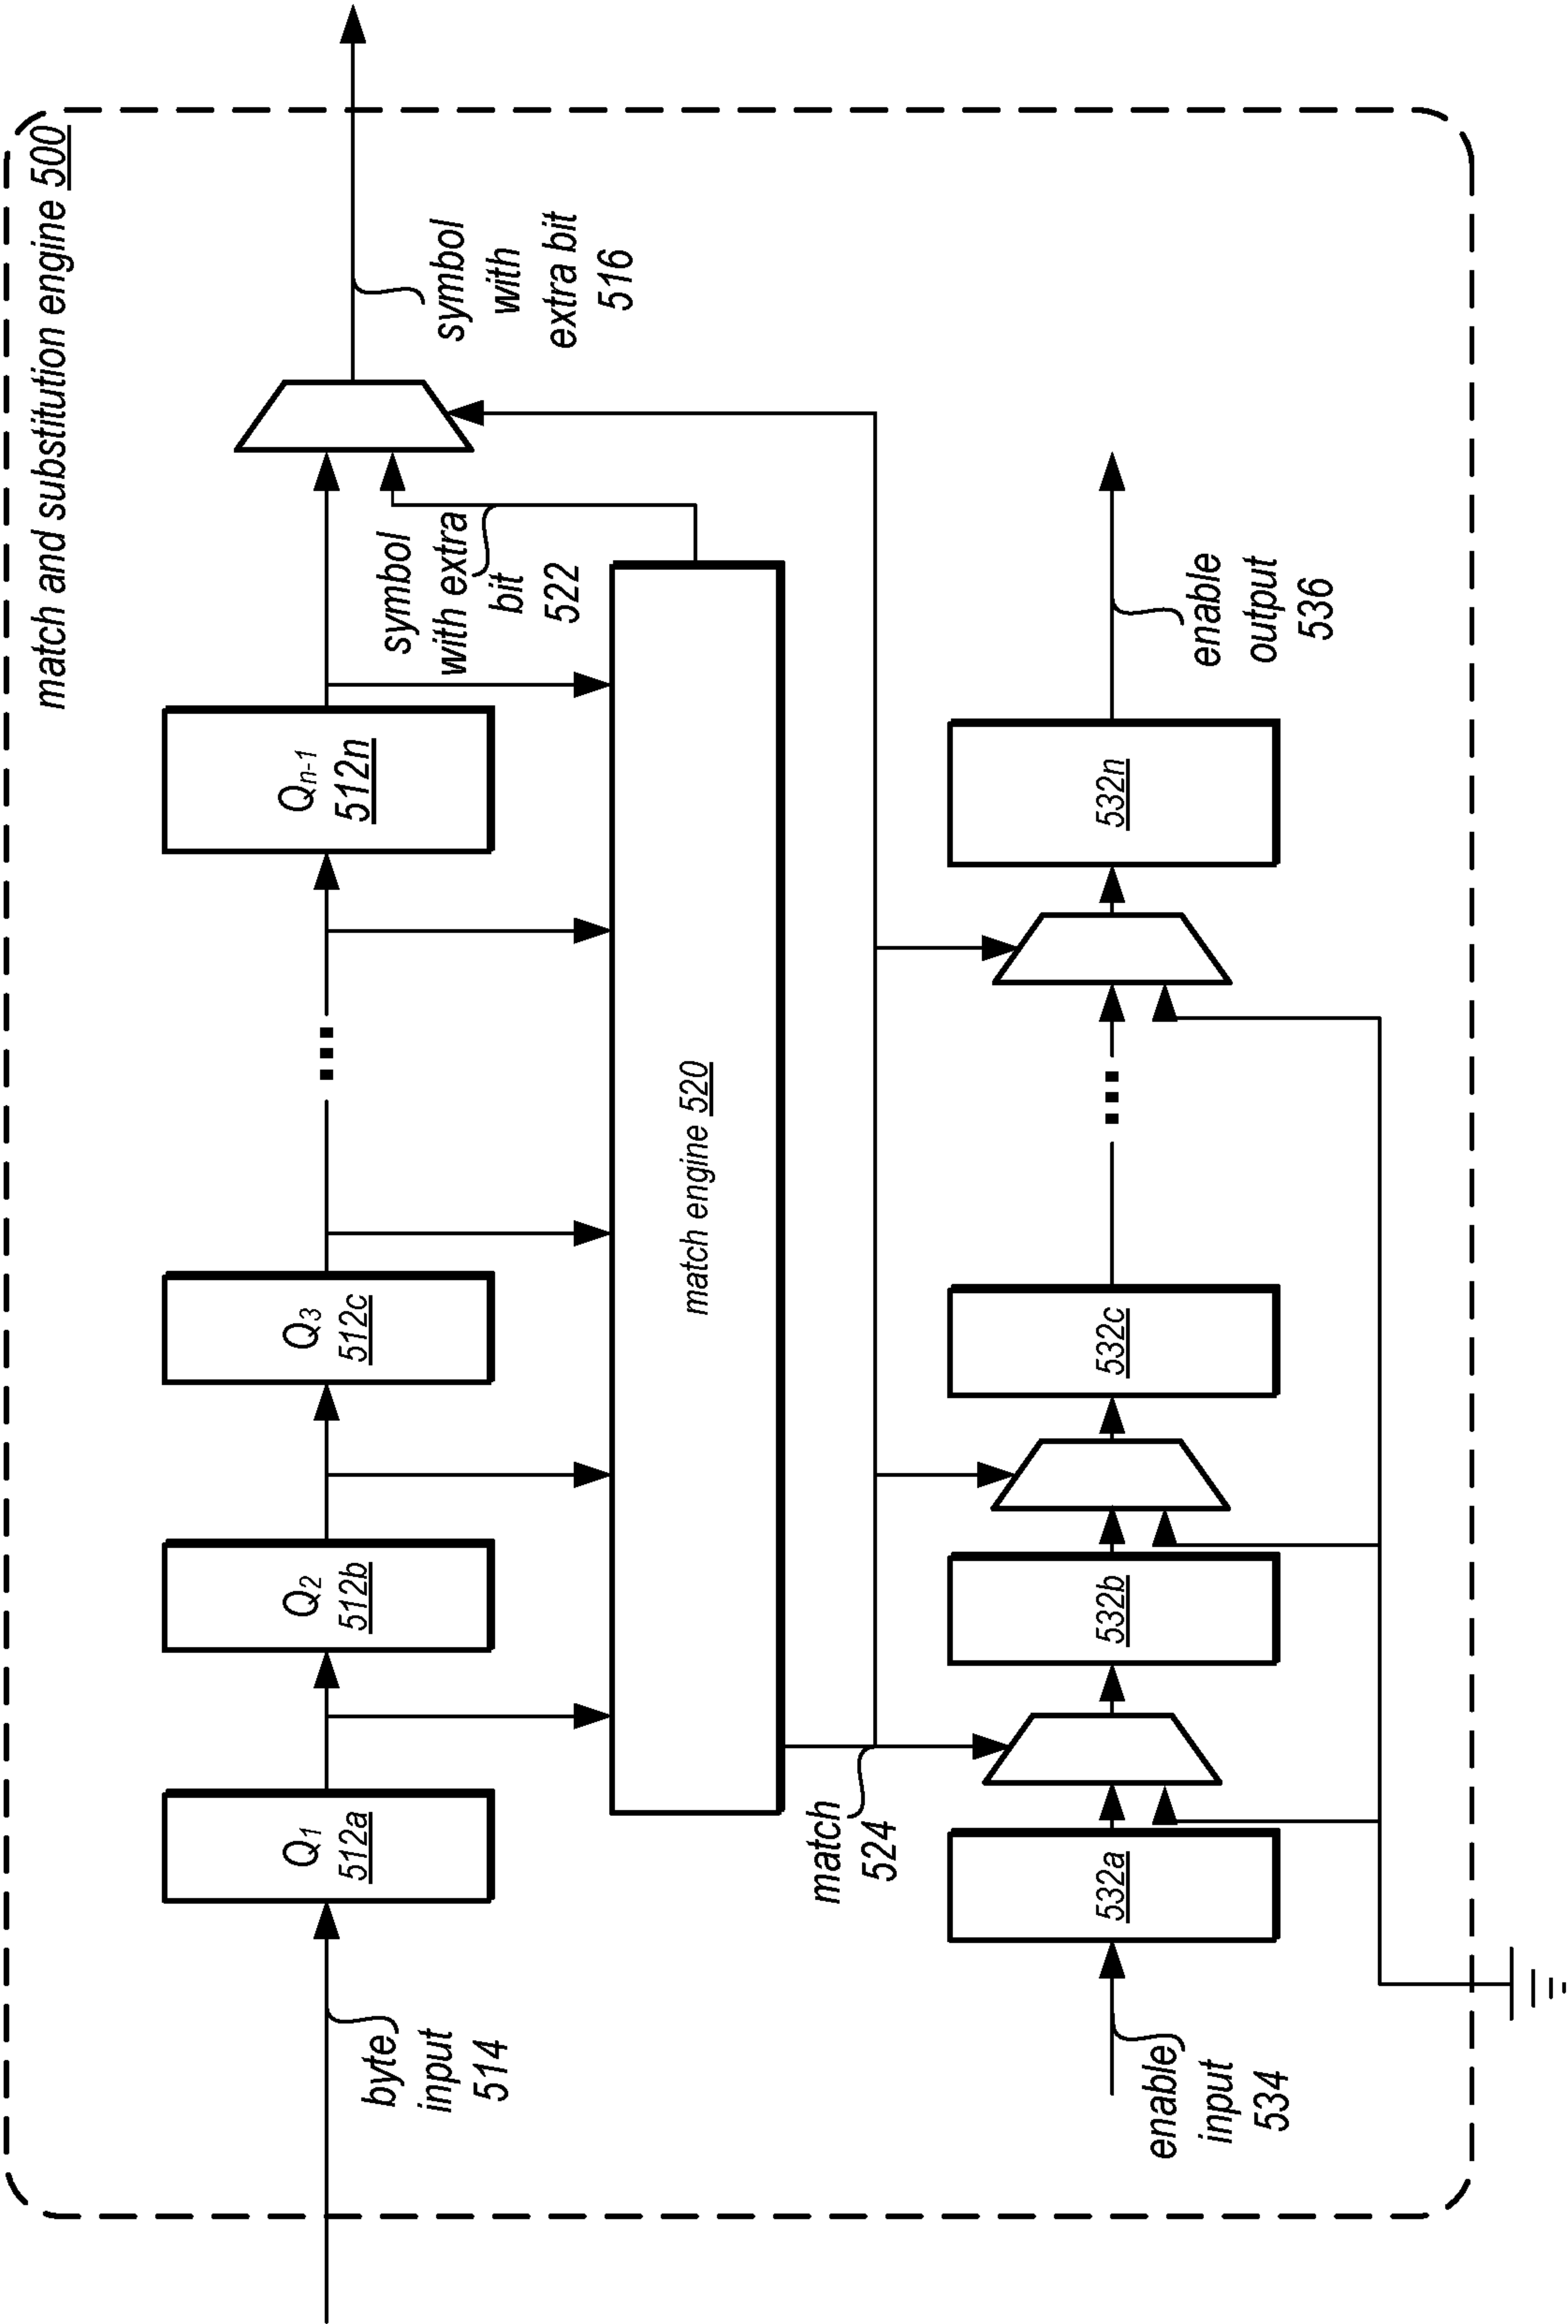 match and substitution engine 500
byte
input
514
Q1
512a
Q2
512b
Q3
512c
...
Qn-1
512n
symbol
with extra
bit
522
symbol
with
extra bit
516
match engine 520
match
524
enable
input
534
532a
532b
532c
...
532n
enable
output
536